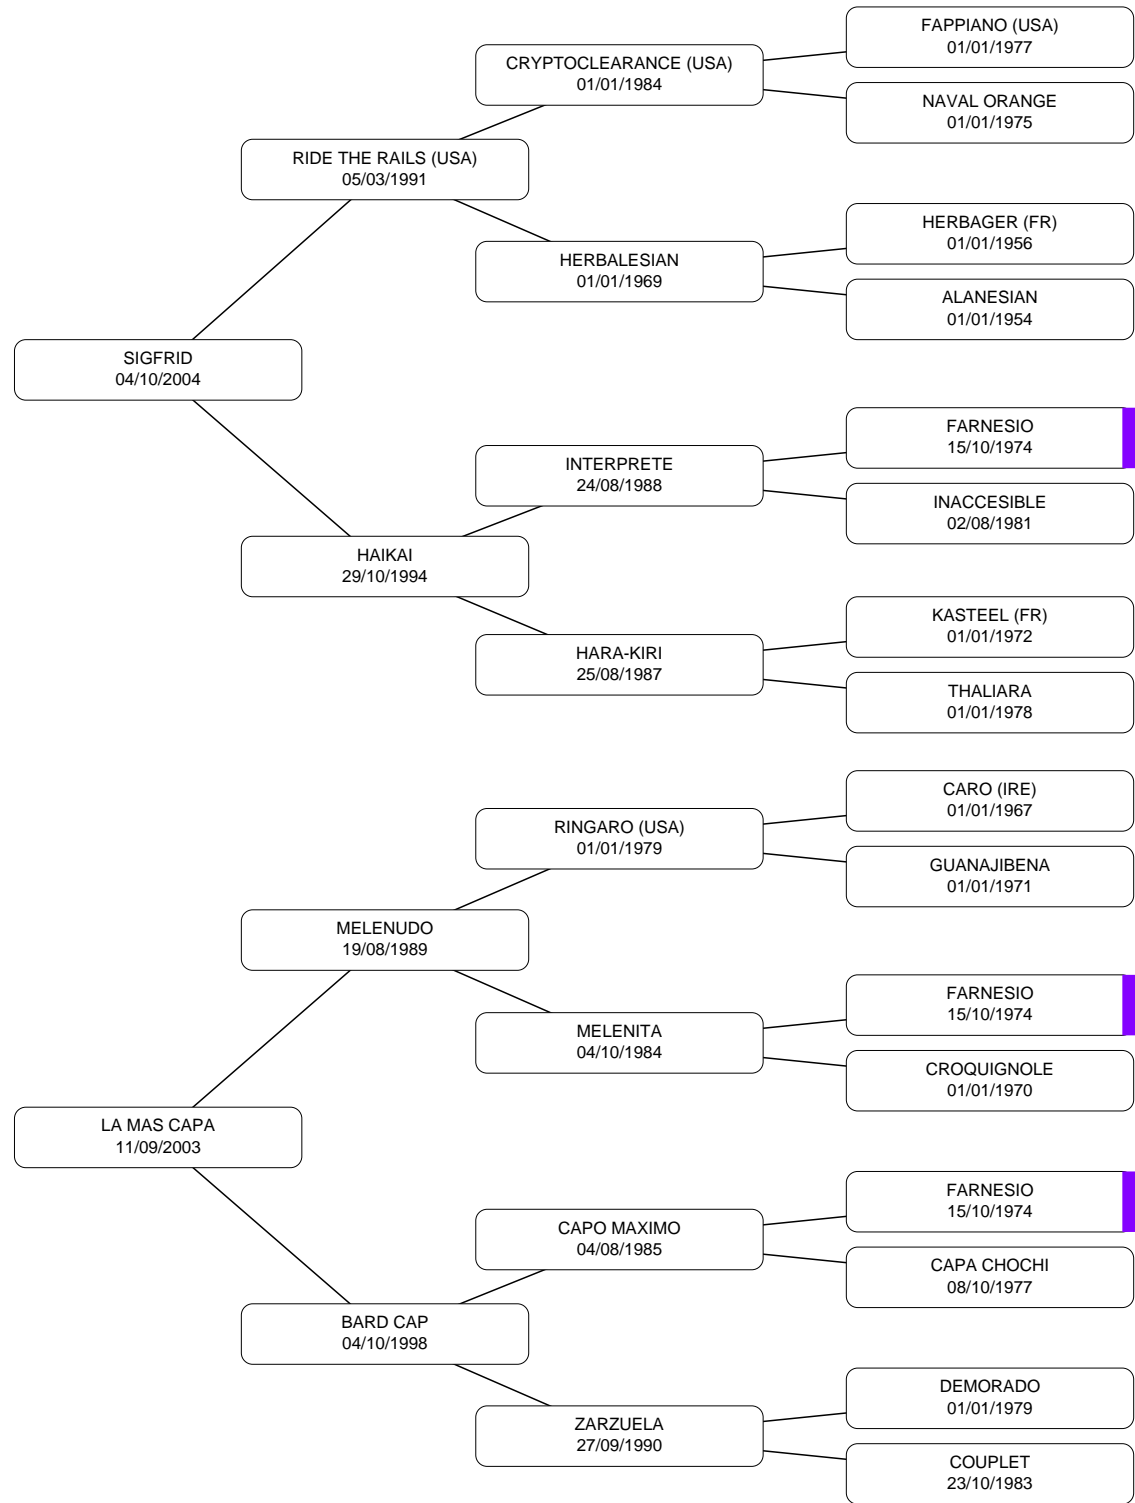 FAPPIANO (USA)
01/01/1977
CRYPTOCLEARANCE (USA)
01/01/1984
NAVAL ORANGE
01/01/1975
RIDE THE RAILS (USA)
05/03/1991
HERBAGER (FR)
01/01/1956
HERBALESIAN
01/01/1969
ALANESIAN
01/01/1954
SIGFRID
04/10/2004
FARNESIO
15/10/1974
INTERPRETE
24/08/1988
INACCESIBLE
02/08/1981
HAIKAI
29/10/1994
KASTEEL (FR)
01/01/1972
HARA-KIRI
25/08/1987
THALIARA
01/01/1978
CARO (IRE)
01/01/1967
RINGARO (USA)
01/01/1979
GUANAJIBENA
01/01/1971
MELENUDO
19/08/1989
FARNESIO
15/10/1974
MELENITA
04/10/1984
CROQUIGNOLE
01/01/1970
LA MAS CAPA
11/09/2003
FARNESIO
15/10/1974
CAPO MAXIMO
04/08/1985
CAPA CHOCHI
08/10/1977
BARD CAP
04/10/1998
DEMORADO
01/01/1979
ZARZUELA
27/09/1990
COUPLET
23/10/1983